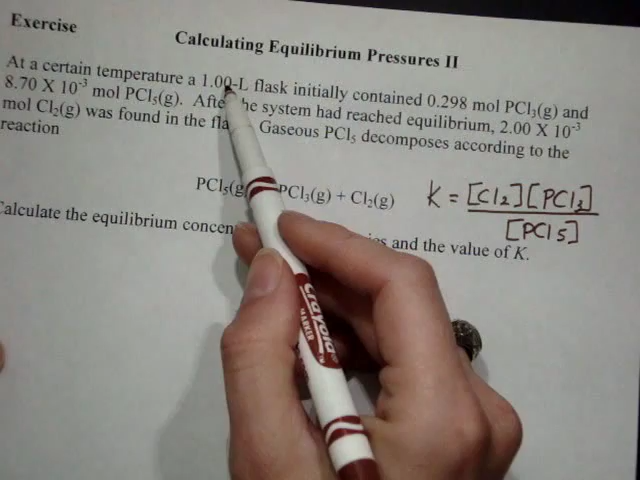 Exercise
Calculating Equilibrium Pressures II
At a certain temperature a 1.00-L flask initially contained 0.298 mol PCl₃(g) and
8.70 X 10⁻³ mol PCl₅(g). After the system had reached equilibrium, 2.00 X 10⁻³
mol Cl₂(g) was found in the fla Gaseous PCl₅ decomposes according to the
reaction
PCl₅(g PCl₃(g) + Cl₂(g)
K = [Cl₂][PCl₃]
[PCl₅]
Calculate the equilibrium concen and the value of K.
Crayola
MARKER